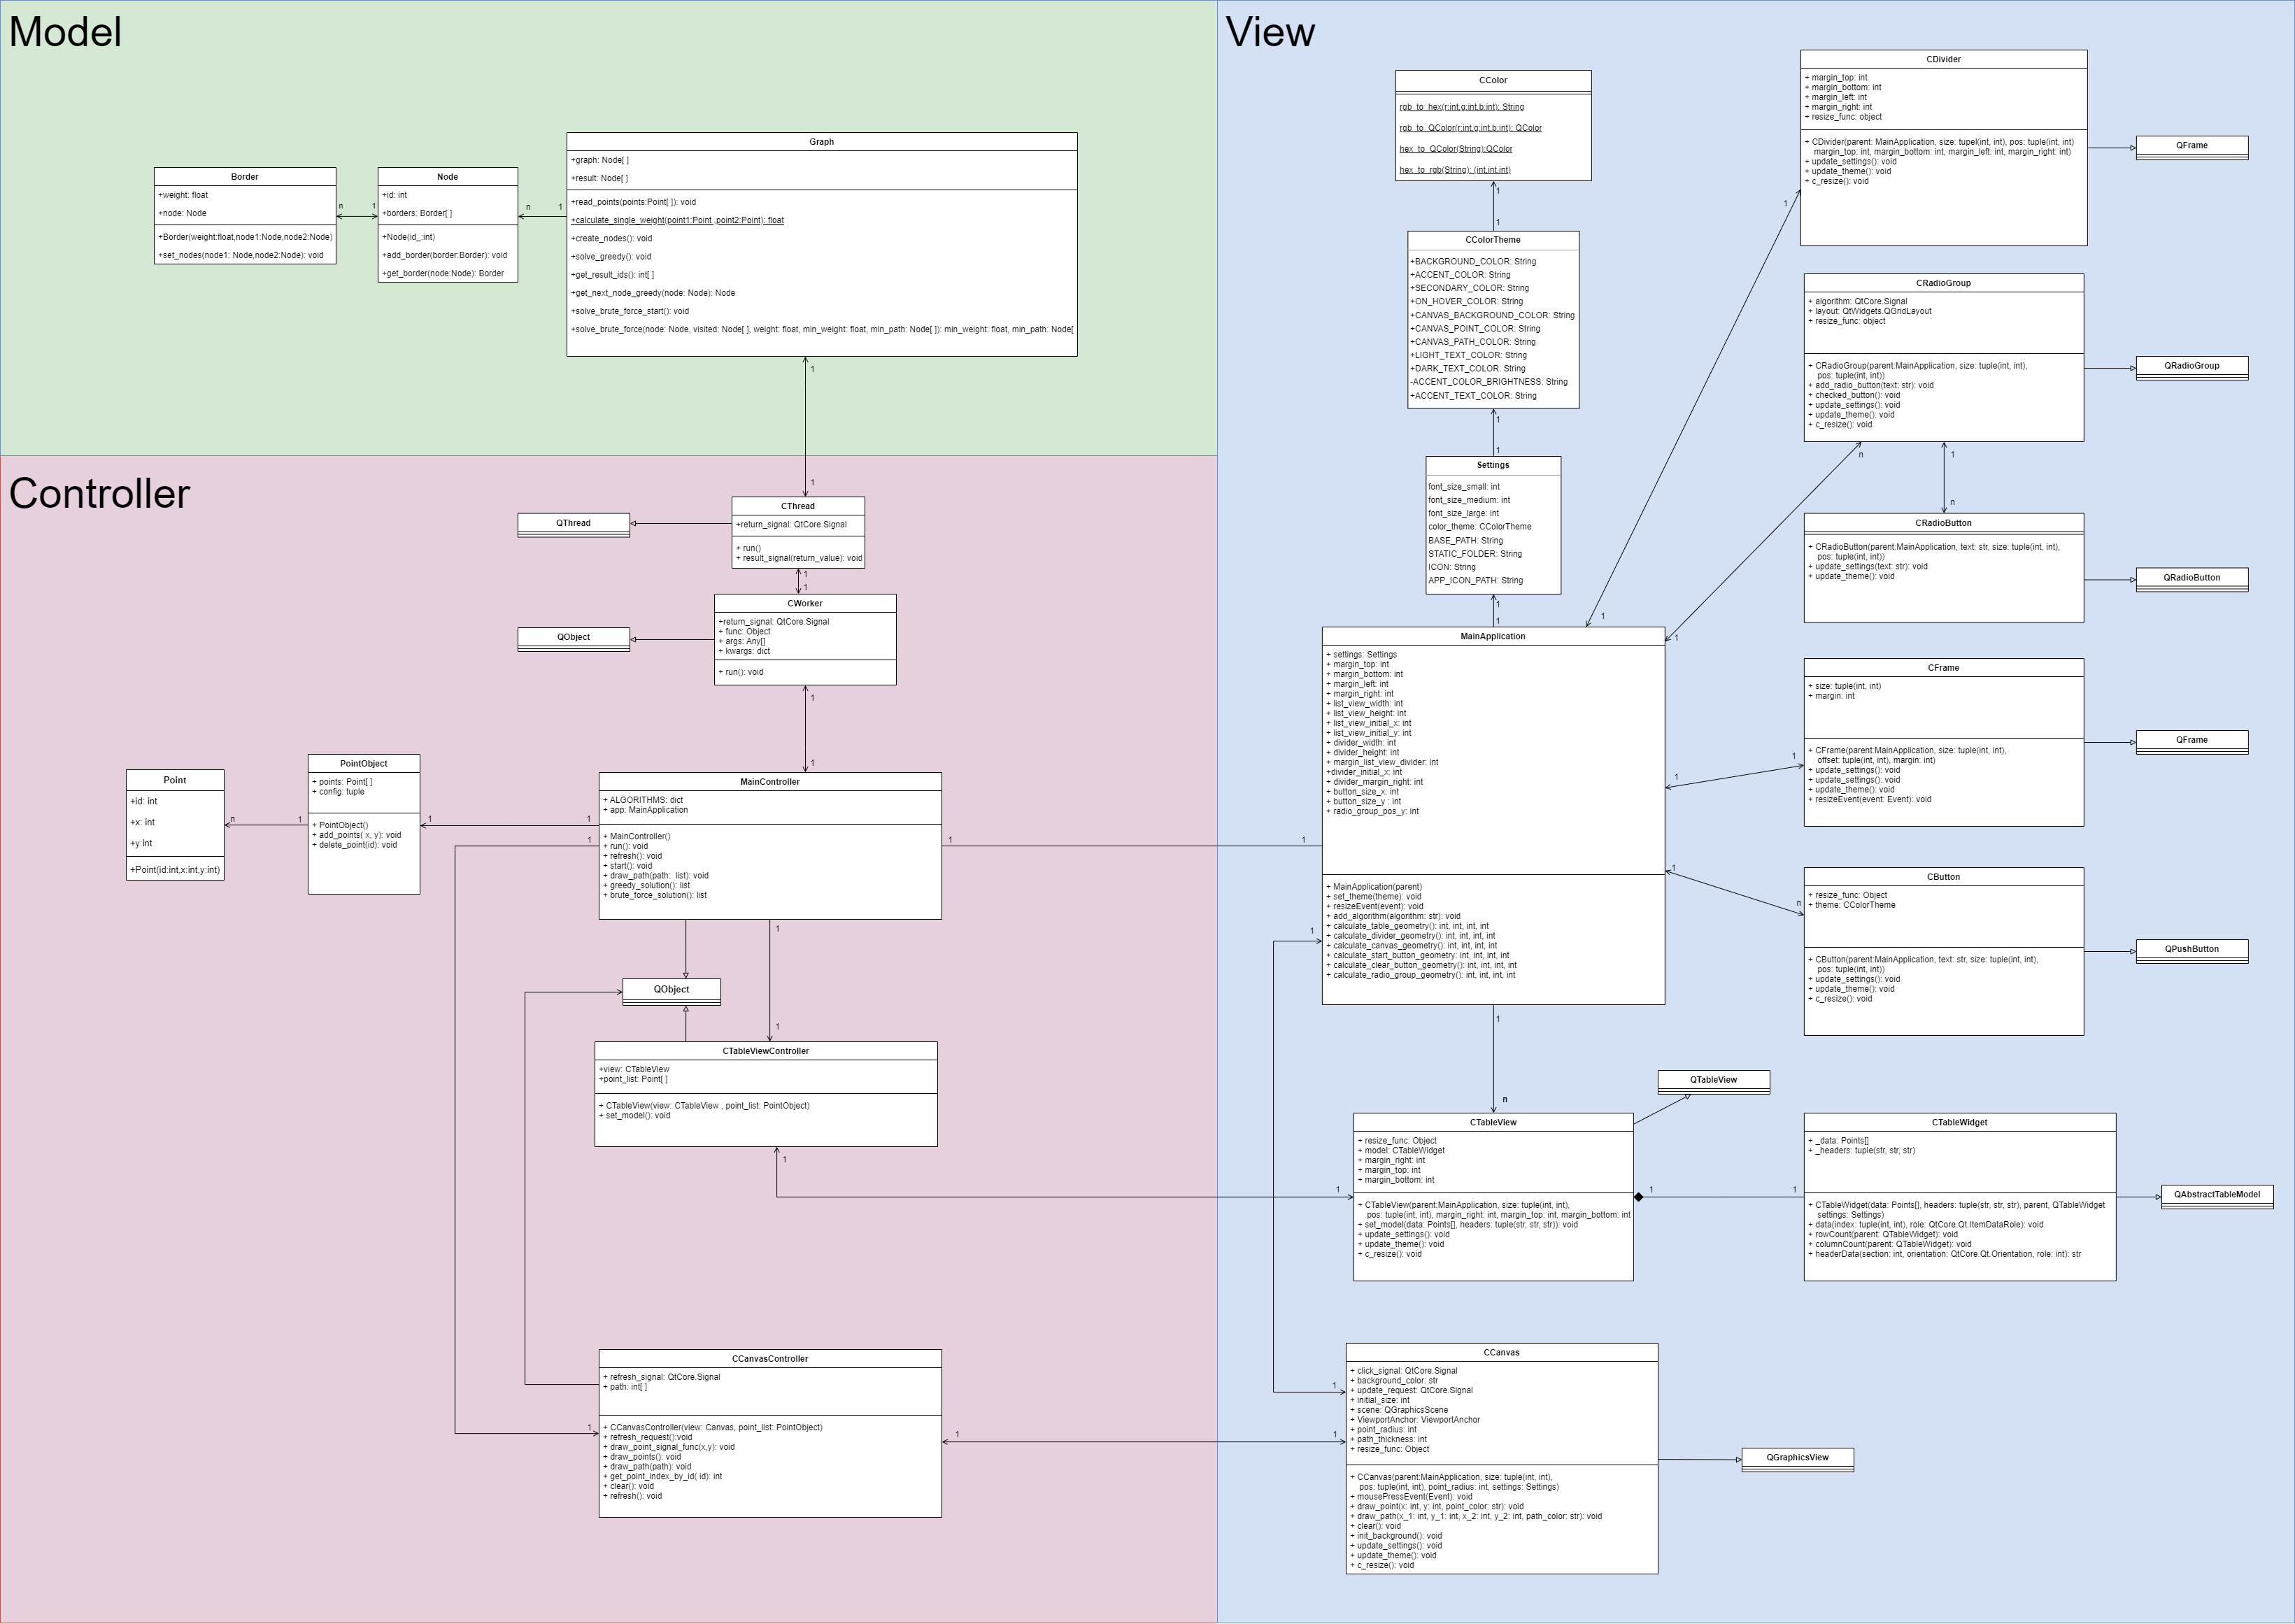 Model
Border
+weight: float
+node: Node
+Border(weight:float,node1:Node,node2:Node)
+set_nodes(node1: Node,node2:Node): void
n
1
Node
+id: int
+borders: Border[ ]
+Node(id_:int)
+add_border(border:Border): void
+get_border(node:Node): Border
n
1
Graph
+graph: Node[ ]
+result: Node[ ]
+read_points(points:Point[ ]): void
+calculate_single_weight(point1:Point ,point2:Point): float
+create_nodes(): void
+solve_greedy(): void
+get_result_ids(): int[ ]
+get_next_node_greedy(node: Node): Node
+solve_brute_force_start(): void
+solve_brute_force(node: Node, visited: Node[ ], weight: float, min_weight: float, min_path: Node[ ]): min_weight: float, min_path: Node[
1
1
Controller
QThread
CThread
+return_signal: QtCore.Signal
+ run()
+ result_signal(return_value): void
1
1
QObject
CWorker
+return_signal: QtCore.Signal
+ func: Object
+ args: Any[]
+ kwargs: dict
+ run(): void
1
1
Point
+id: int
+x: int
+y:int
+Point(id:int,x:int,y:int)
n
1
PointObject
+ points: Point[ ]
+ config: tuple
+ PointObject()
+ add_points( x, y): void
+ delete_point(id): void
1
1
1
MainController
+ ALGORITHMS: dict
+ app: MainApplication
+ MainController()
+ run(): void
+ refresh(): void
+ start(): void
+ draw_path(path:  list): void
+ greedy_solution(): list
+ brute_force_solution(): list
1
1
1
QObject
1
CTableViewController
+view: CTableView
+point_list: Point[ ]
+ CTableView(view: CTableView , point_list: PointObject)
+ set_model(): void
1
1
CCanvasController
+ refresh_signal: QtCore.Signal
+ path: int[ ]
+ CCanvasController(view: Canvas, point_list: PointObject)
+ refresh_request():void
+ draw_point_signal_func(x,y): void
+ draw_points(): void
+ draw_path(path): void
+ get_point_index_by_id( id): int
+ clear(): void
+ refresh(): void
1
1
1
View
CColor
rgb_to_hex(r:int,g:int,b:int): String
rgb_to_QColor(r:int,g:int,b:int): QColor
hex_to_QColor(String):QColor
hex_to_rgb(String): (int,int,int)
1
1
CColorTheme
+BACKGROUND_COLOR: String
+ACCENT_COLOR: String
+SECONDARY_COLOR: String
+ON_HOVER_COLOR: String
+CANVAS_BACKGROUND_COLOR: String
+CANVAS_POINT_COLOR: String
+CANVAS_PATH_COLOR: String
+LIGHT_TEXT_COLOR: String
+DARK_TEXT_COLOR: String
-ACCENT_COLOR_BRIGHTNESS: String
+ACCENT_TEXT_COLOR: String
1
1
Settings
font_size_small: int
font_size_medium: int
font_size_large: int
color_theme: CColorTheme
BASE_PATH: String
STATIC_FOLDER: String
ICON: String
APP_ICON_PATH: String
1
1
MainApplication
+ settings: Settings
+ margin_top: int
+ margin_bottom: int
+ margin_left: int
+ margin_right: int
+ list_view_width: int
+ list_view_height: int
+ list_view_initial_x: int
+ list_view_initial_y: int
+ divider_width: int
+ divider_height: int
+ margin_list_view_divider: int
+divider_initial_x: int
+ divider_margin_right: int
+ button_size_x: int
+ button_size_y : int
+ radio_group_pos_y: int
+ MainApplication(parent)
+ set_theme(theme): void
+ resizeEvent(event): void
+ add_algorithm(algorithm: str): void
+ calculate_table_geometry(): int, int, int, int
+ calculate_divider_geometry(): int, int, int, int
+ calculate_canvas_geometry(): int, int, int, int
+ calculate_start_button_geometry: int, int, int, int
+ calculate_clear_button_geometry(): int, int, int, int
+ calculate_radio_group_geometry(): int, int, int, int
1
1
1
n
CDivider
+ margin_top: int
+ margin_bottom: int
+ margin_left: int
+ margin_right: int
+ resize_func: object
+ CDivider(parent: MainApplication, size: tupel(int, int), pos: tuple(int, int)
margin_top: int, margin_bottom: int, margin_left: int, margin_right: int)
+ update_settings(): void
+ update_theme(): void
+ c_resize(): void
QFrame
1
1
CRadioGroup
+ algorithm: QtCore.Signal
+ layout: QtWidgets.QGridLayout
+ resize_func: object
+ CRadioGroup(parent:MainApplication, size: tuple(int, int),
pos: tuple(int, int))
+ add_radio_button(text: str): void
+ checked_button(): void
+ update_settings(): void
+ update_theme(): void
+ c_resize(): void
QRadioGroup
n
1
1
n
CRadioButton
+ CRadioButton(parent:MainApplication, text: str, size: tuple(int, int),
pos: tuple(int, int))
+ update_settings(text: str): void
+ update_theme(): void
QRadioButton
CFrame
+ size: tuple(int, int)
+ margin: int
+ CFrame(parent:MainApplication, size: tuple(int, int),
offset: tuple(int, int), margin: int)
+ update_settings(): void
+ update_settings(): void
+ update_theme(): void
+ resizeEvent(event: Event): void
QFrame
1
1
CButton
+ resize_func: Object
+ theme: CColorTheme
+ CButton(parent:MainApplication, text: str, size: tuple(int, int),
pos: tuple(int, int))
+ update_settings(): void
+ update_theme(): void
+ c_resize(): void
QPushButton
1
n
QTableView
CTableView
+ resize_func: Object
+ model: CTableWidget
+ margin_right: int
+ margin_top: int
+ margin_bottom: int
+ CTableView(parent:MainApplication, size: tuple(int, int),
pos: tuple(int, int), margin_right: int, margin_top: int, margin_bottom: int
+ set_model(data: Points[], headers: tuple(str, str, str)): void
+ update_settings(): void
+ update_theme(): void
+ c_resize(): void
1
1
CTableWidget
+ _data: Points[]
+ _headers: tuple(str, str, str)
+ CTableWidget(data: Points[], headers: tuple(str, str, str), parent, QTableWidget
settings: Settings)
+ data(index: tuple(int, int), role: QtCore.Qt.ItemDataRole): void
+ rowCount(parent: QTableWidget): void
+ columnCount(parent: QTableWidget): void
+ headerData(section: int, orientation: QtCore.Qt.Orientation, role: int): str
QAbstractTableModel
CCanvas
+ click_signal: QtCore.Signal
+ background_color: str
+ update_request: QtCore.Signal
+ initial_size: int
+ scene: QGraphicsScene
+ ViewportAnchor: ViewportAnchor
+ point_radius: int
+ path_thickness: int
+ resize_func: Object
+ CCanvas(parent:MainApplication, size: tuple(int, int),
pos: tuple(int, int), point_radius: int, settings: Settings)
+ mousePressEvent(Event): void
+ draw_point(x: int, y: int, point_color: str): void
+ draw_path(x_1: int, y_1: int, x_2: int, y_2: int, path_color: str): void
+ clear(): void
+ init_background(): void
+ update_settings(): void
+ update_theme(): void
+ c_resize(): void
1
1
QGraphicsView